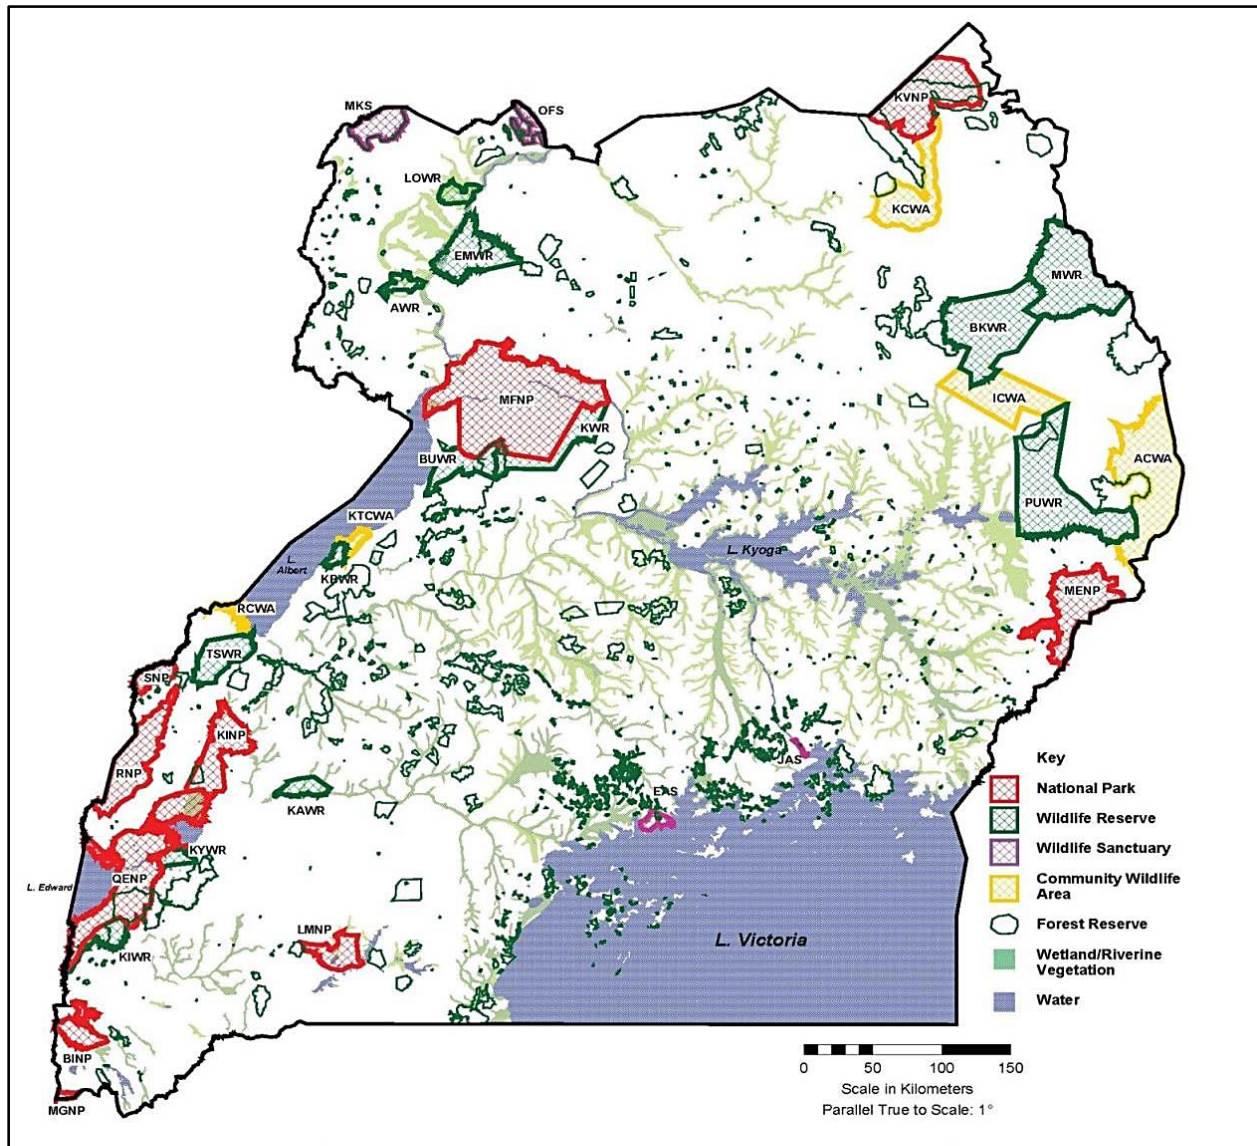 KVNP
MKS
OFS
LOWR
KCWA
EMWR
MWR
AWR
BKWR
MFNP
ICWA
KWR
BUWR
ACWA
PUWR
KTCWA
L. Kyoga
L.
Albert
KBWR
MENP
RCWA
TSWR
SNP
KINP
JAS
RNP
EAS
KAWR
KYWR
QENP
L. Edward
LMNP
L. Victoria
KIWR
BINP
MGNP
Key
National Park
Wildlife Reserve
Wildlife Sanctuary
Community Wildlife
Area
Forest Reserve
Wetland/Riverine
Vegetation
Water
0 50 100 150
Scale in Kilometers
Parallel True to Scale: 1°